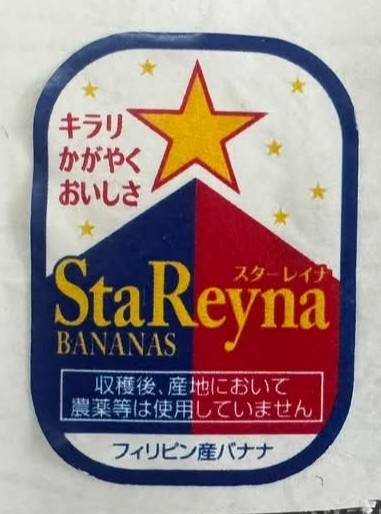 キラリ
かがやく
おいしさ
スターレイナ
StaReyna
BANANAS
収穫後、産地において
農薬等は使用していません
フィリピン産バナナ